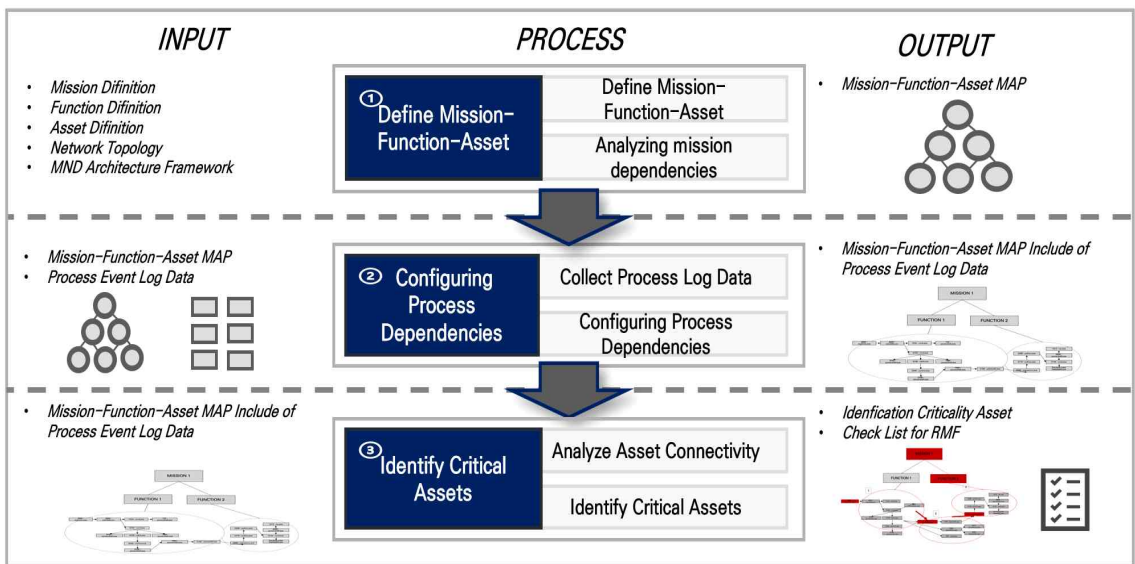 INPUT
PROCESS
OUTPUT
• Mission Difinition
• Function Difinition
• Asset Difinition
• Network Topology
• MND Architecture Framework
① Define Mission-
Function-Asset
Define Mission-
Function-Asset
Analyzing mission
dependencies
• Mission-Function-Asset MAP
• Mission-Function-Asset MAP
• Process Event Log Data
② Configuring
Process
Dependencies
Collect Process Log Data
Configuring Process
Dependencies
• Mission-Function-Asset MAP Include of
Process Event Log Data
MISSION 1
FUNCTION 1
FUNCTION 2
• Mission-Function-Asset MAP Include of
Process Event Log Data
MISSION 1
FUNCTION 1
FUNCTION 2
③ Identify Critical
Assets
Analyze Asset Connectivity
Identify Critical Assets
• Idenfication Criticality Asset
• Check List for RMF
FUNCTION 1